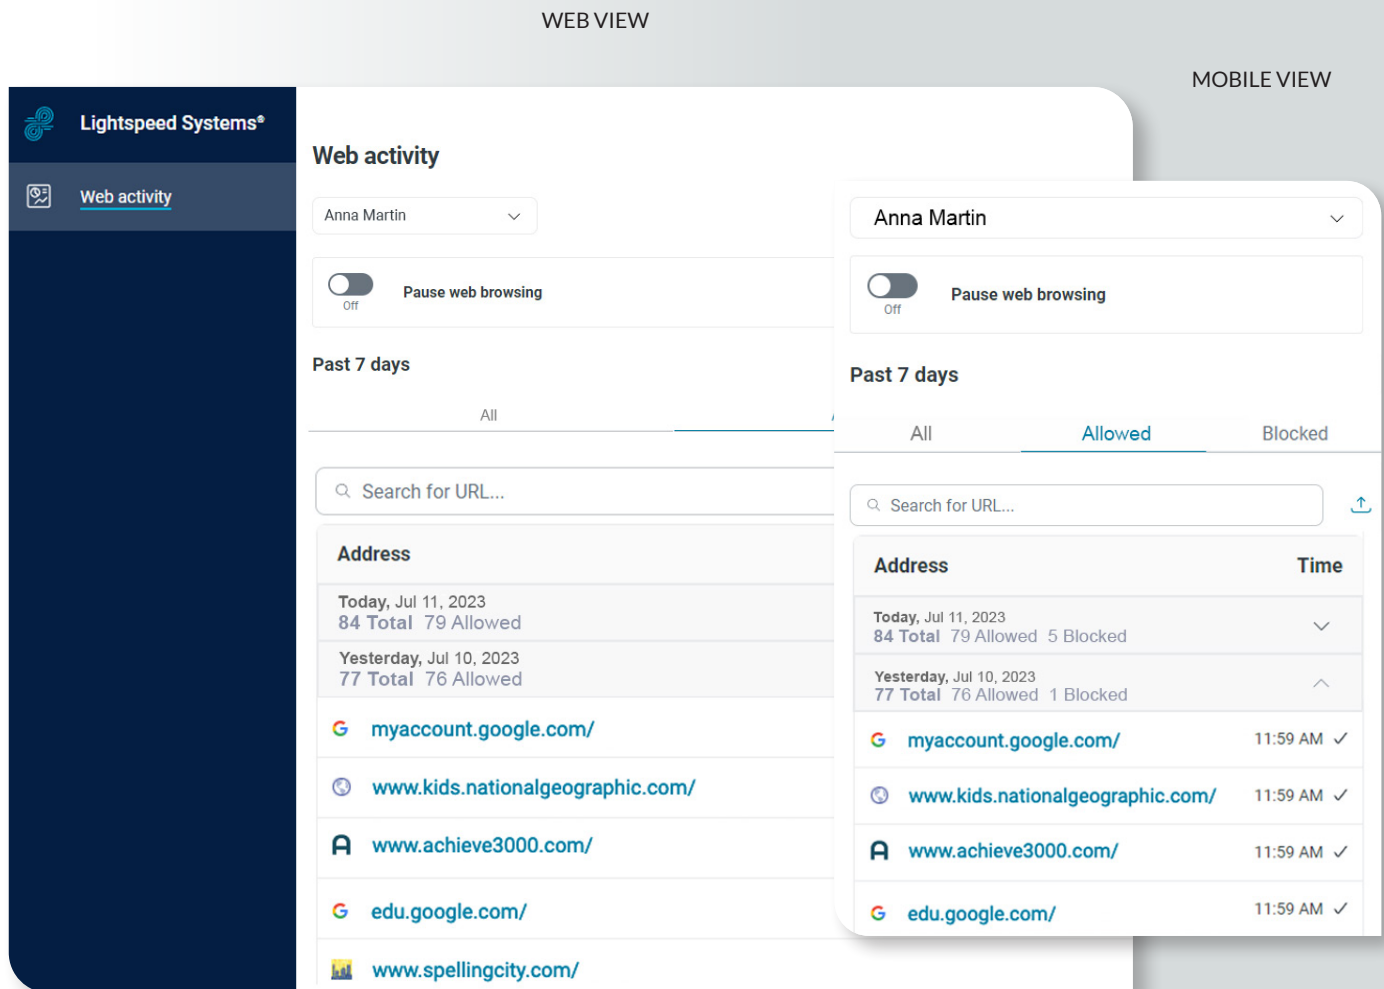 WEB VIEW
MOBILE VIEW
Lightspeed Systems®
Web activity
Web activity
Anna Martin
Off
Pause web browsing
Past 7 days
All
Search for URL...
Address
Today, Jul 11, 2023
84 Total 79 Allowed
Yesterday, Jul 10, 2023
77 Total 76 Allowed
myaccount.google.com/
www.kids.nationalgeographic.com/
www.achieve3000.com/
edu.google.com/
www.spellingcity.com/
Anna Martin
Off
Pause web browsing
Past 7 days
All Allowed Blocked
Search for URL...
Address Time
Today, Jul 11, 2023
84 Total 79 Allowed 5 Blocked
Yesterday, Jul 10, 2023
77 Total 76 Allowed 1 Blocked
myaccount.google.com/ 11:59 AM
www.kids.nationalgeographic.com/ 11:59 AM
www.achieve3000.com/ 11:59 AM
edu.google.com/ 11:59 AM